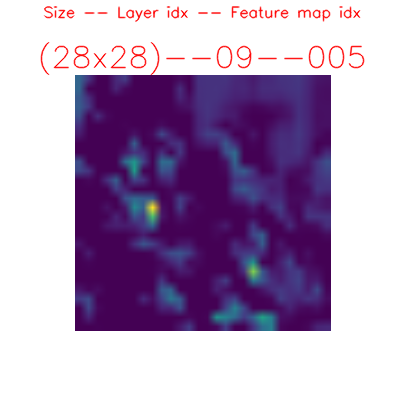 Size -- Layer idx -- Feature map idx
(28x28)--09--005